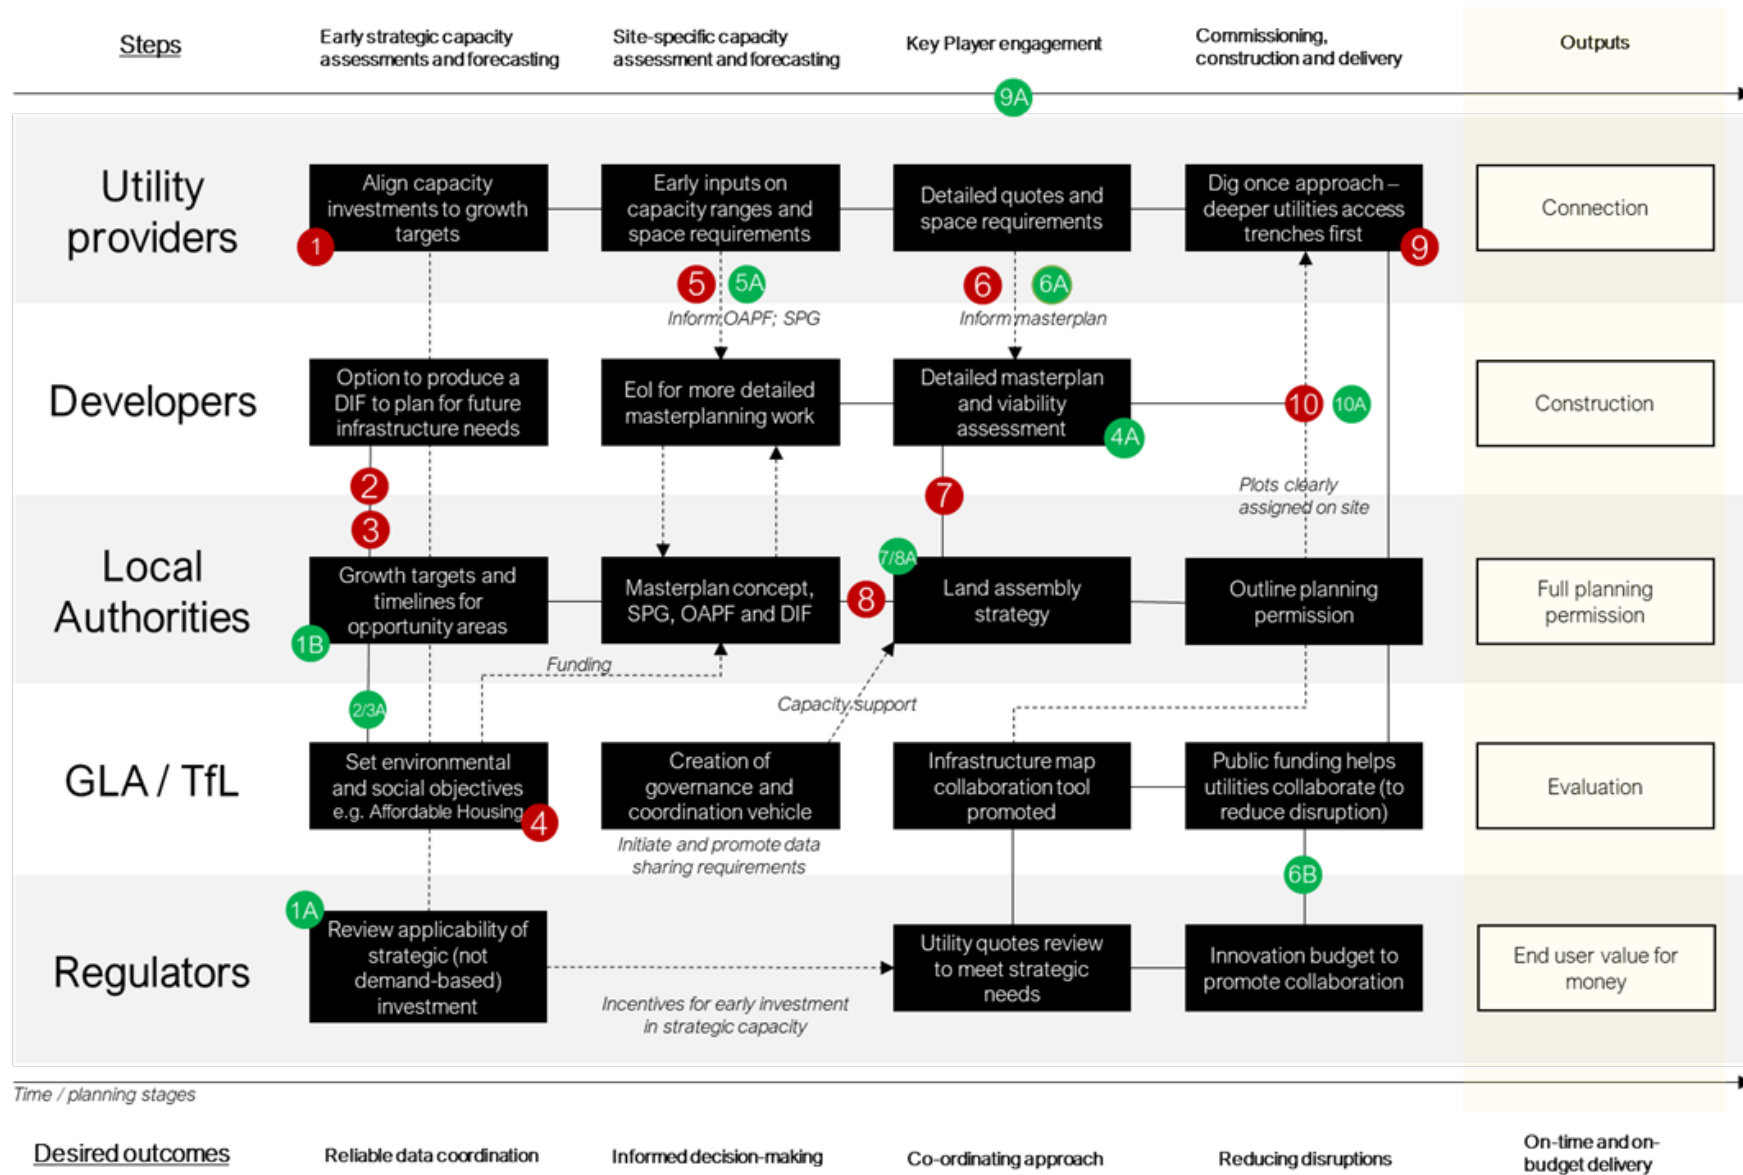 Steps
Early strategic capacity
assessments and forecasting
Site-specific capacity
assessment and forecasting
Key Player engagement
Commissioning,
construction and delivery
Outputs
9A
Utility
providers
Align capacity
investments to growth
targets
1
Early inputs on
capacity ranges and
space requirements
Detailed quotes and
space requirements
Dig once approach –
deeper utilities access
trenches first
9
Connection
5
5A
Inform OAPF; SPG
6
6A
Inform masterplan
Developers
Option to produce a
DIF to plan for future
infrastructure needs
EoI for more detailed
masterplanning work
Detailed masterplan
and viability
assessment
4A
10
10A
Construction
2
3
7
Plots clearly
assigned on site
Local
Authorities
Growth targets and
timelines for
opportunity areas
1B
Masterplan concept,
SPG, OAPF and DIF
8
7/8A
Land assembly
strategy
Outline planning
permission
Full planning
permission
Funding
2/3A
Capacity support
GLA / TfL
Set environmental
and social objectives
e.g. Affordable Housing
4
Creation of
governance and
coordination vehicle
Initiate and promote data
sharing requirements
Infrastructure map
collaboration tool
promoted
Public funding helps
utilities collaborate (to
reduce disruption)
Evaluation
6B
Regulators
1A
Review applicability of
strategic (not
demand-based)
investment
Incentives for early investment
in strategic capacity
Utility quotes review
to meet strategic
needs
Innovation budget to
promote collaboration
End user value for
money
Time / planning stages
Desired outcomes
Reliable data coordination
Informed decision-making
Co-ordinating approach
Reducing disruptions
On-time and on-
budget delivery